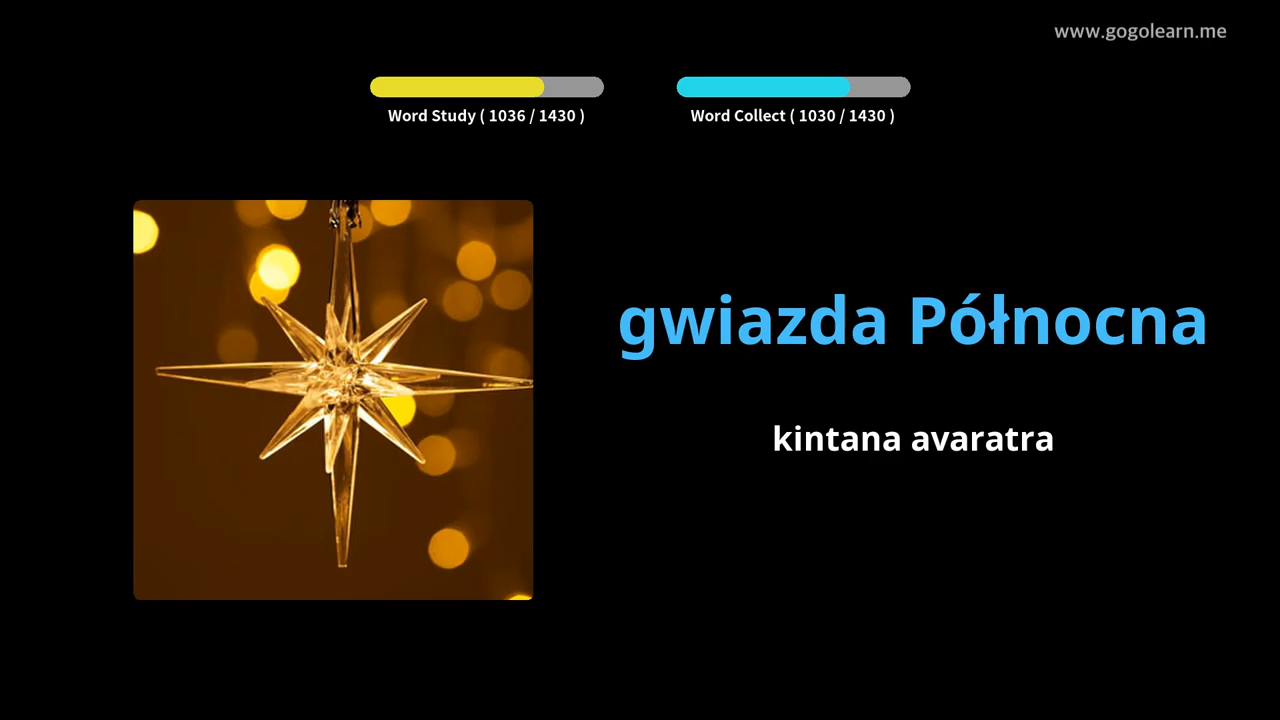 www.gogolearn.me
Word Study ( 1036 / 1430 )
Word Collect ( 1030 / 1430 )
gwiazda Północna
kintana avaratra